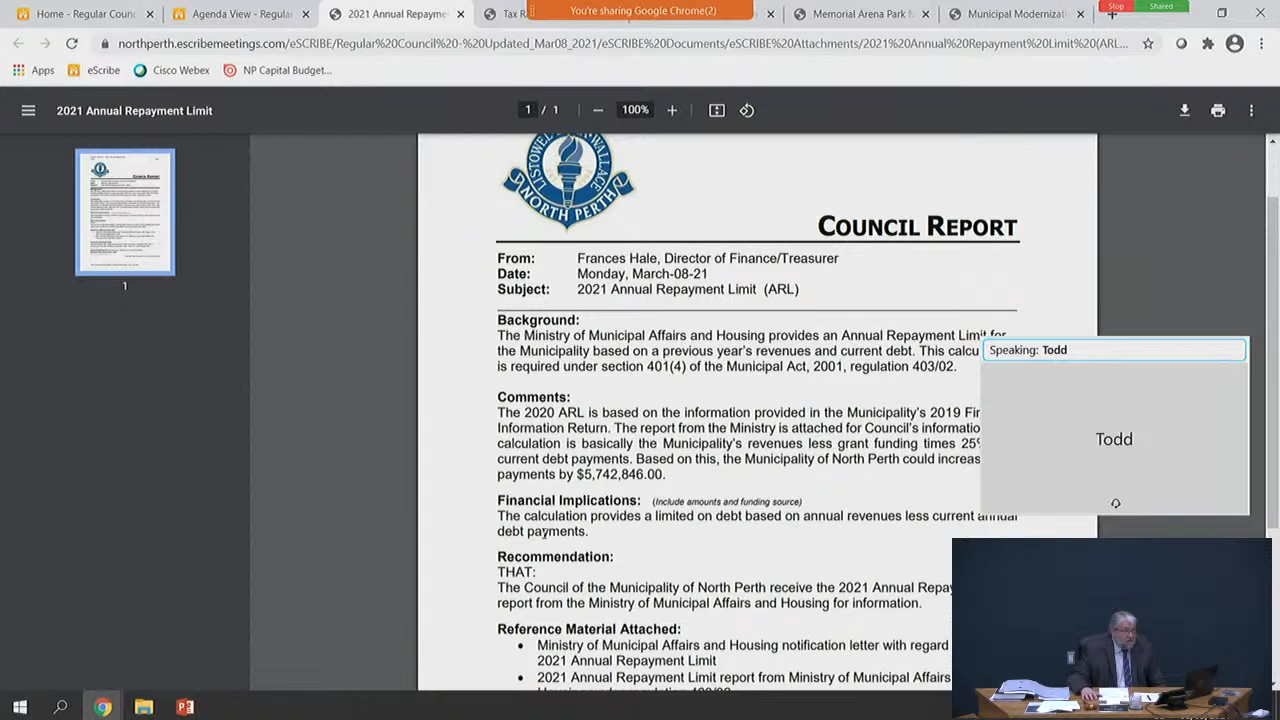 Home - Regular Counci
Agenda View - Regula
2021 Annual Repayme
Tax R
You're sharing Google Chrome(2)
Memorial Arena Park
Municipal Modernizati
Stop
Shared
northperth.escribemeetings.com/eSCRIBE/Regular%20Council%20-%20Updated_Mar08_2021/eSCRIBE%20Documents/eSCRIBE%20Attachments/2021%20Annual%20Repayment%20Limit%20(ARL...
Apps
eScribe
Cisco Webex
NP Capital Budget...
2021 Annual Repayment Limit
1 / 1
100%
1
NORTH PERTH
COUNCIL REPORT
From: Frances Hale, Director of Finance/Treasurer
Date: Monday, March-08-21
Subject: 2021 Annual Repayment Limit (ARL)
Background:
The Ministry of Municipal Affairs and Housing provides an Annual Repayment Limit for
the Municipality based on a previous year's revenues and current debt. This calcu
is required under section 401(4) of the Municipal Act, 2001, regulation 403/02.
Speaking: Todd
Todd
Comments:
The 2020 ARL is based on the information provided in the Municipality's 2019 Fin
Information Return. The report from the Ministry is attached for Council's informatio
calculation is basically the Municipality's revenues less grant funding times 25%
current debt payments. Based on this, the Municipality of North Perth could increas
payments by $5,742,846.00.
Financial Implications: (Include amounts and funding source)
The calculation provides a limited on debt based on annual revenues less current annual
debt payments.
Recommendation:
THAT:
The Council of the Municipality of North Perth receive the 2021 Annual Repay
report from the Ministry of Municipal Affairs and Housing for information.
Reference Material Attached:
• Ministry of Municipal Affairs and Housing notification letter with regard
2021 Annual Repayment Limit
• 2021 Annual Repayment Limit report from Ministry of Municipal Affairs